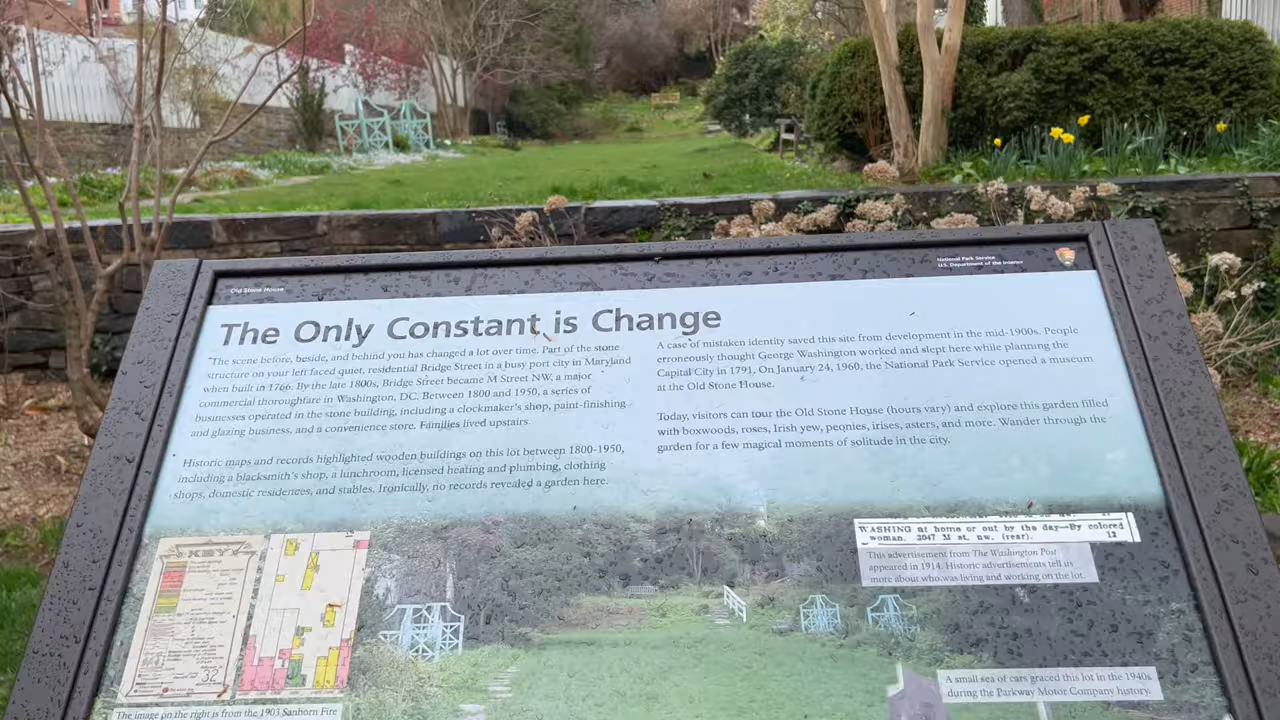 Old Stone House
National Park Service
U.S. Department of the Interior
The Only Constant is Change
The scene before, beside, and behind you has changed a lot over time. Part of the stone
structure on your left faced quiet, residential Bridge Street in a busy port city in Maryland
when built in 1766. By the late 1800s, Bridge Street became M Street NW, a major
commercial thoroughfare in Washington, DC. Between 1800 and 1950, a series of
businesses operated in the stone building, including a clockmaker's shop, paint-finishing
and glazing business, and a convenience store. Families lived upstairs.
Historic maps and records highlighted wooden buildings on this lot between 1800-1950,
including a blacksmith's shop, a lunchroom, licensed heating and plumbing, clothing
shops, domestic residences, and stables. Ironically, no records revealed a garden here.
A case of mistaken identity saved this site from development in the mid-1900s. People
erroneously thought George Washington worked and slept here while planning the
Capital City in 1791. On January 24, 1960, the National Park Service opened a museum
at the Old Stone House.
Today, visitors can tour the Old Stone House (hours vary) and explore this garden filled
with boxwoods, roses, Irish yew, peonies, irises, asters, and more. Wander through the
garden for a few magical moments of solitude in the city.
KEY
32
The image on the right is from the 1903 Sanborn Fire
WASHING at home or out by the day—By colored
woman. 3047 M st. nw. (rear). 12
This advertisement from The Washington Post
appeared in 1914. Historic advertisements tell us
more about who was living and working on the lot.
A small sea of cars graced this lot in the 1940s
during the Parkway Motor Company history.